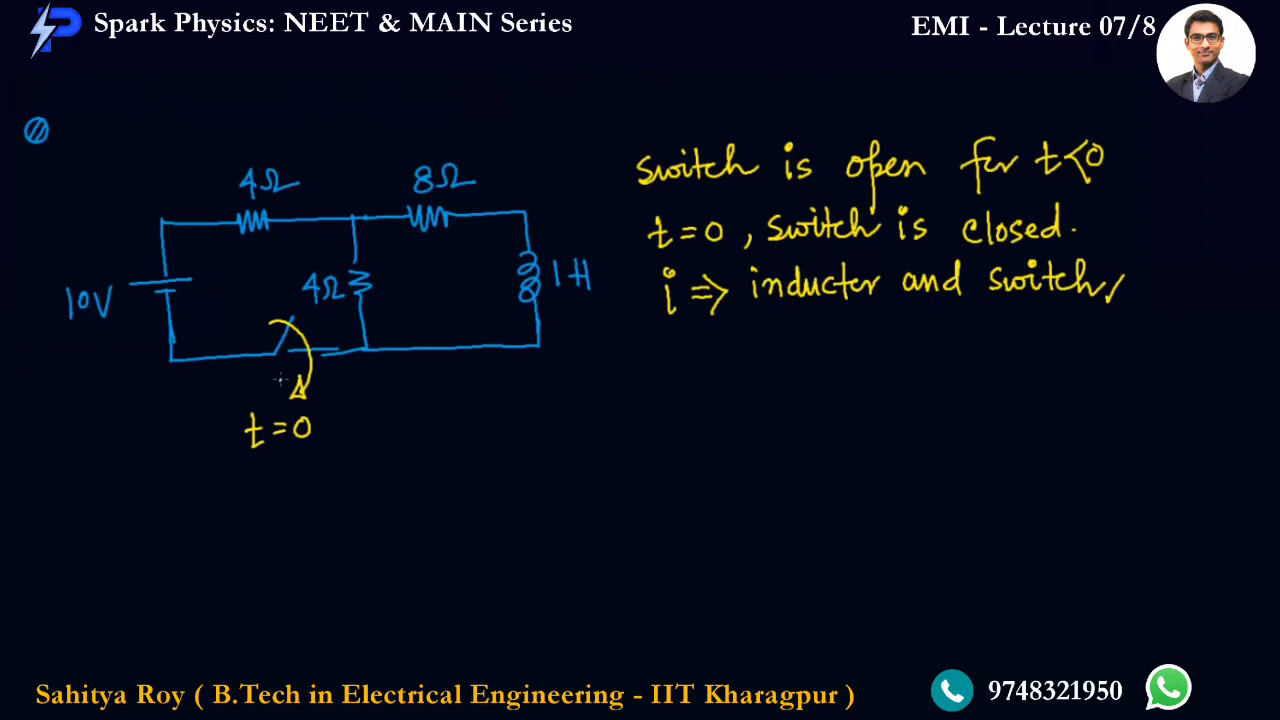 Spark Physics: NEET & MAIN Series
EMI - Lecture 07/8
4Ω
8Ω
10V
4Ω
1H
t=0
Switch is open for t<0
t=0, Switch is closed.
i ⇒ inductor and switch,
Sahitya Roy ( B.Tech in Electrical Engineering - IIT Kharagpur )
9748321950